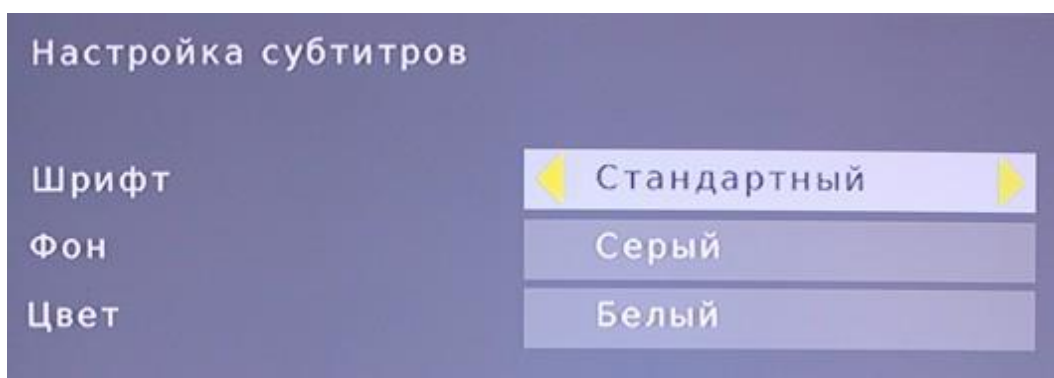 Настройка субтитров
Шрифт Стандартный
Фон Серый
Цвет Белый